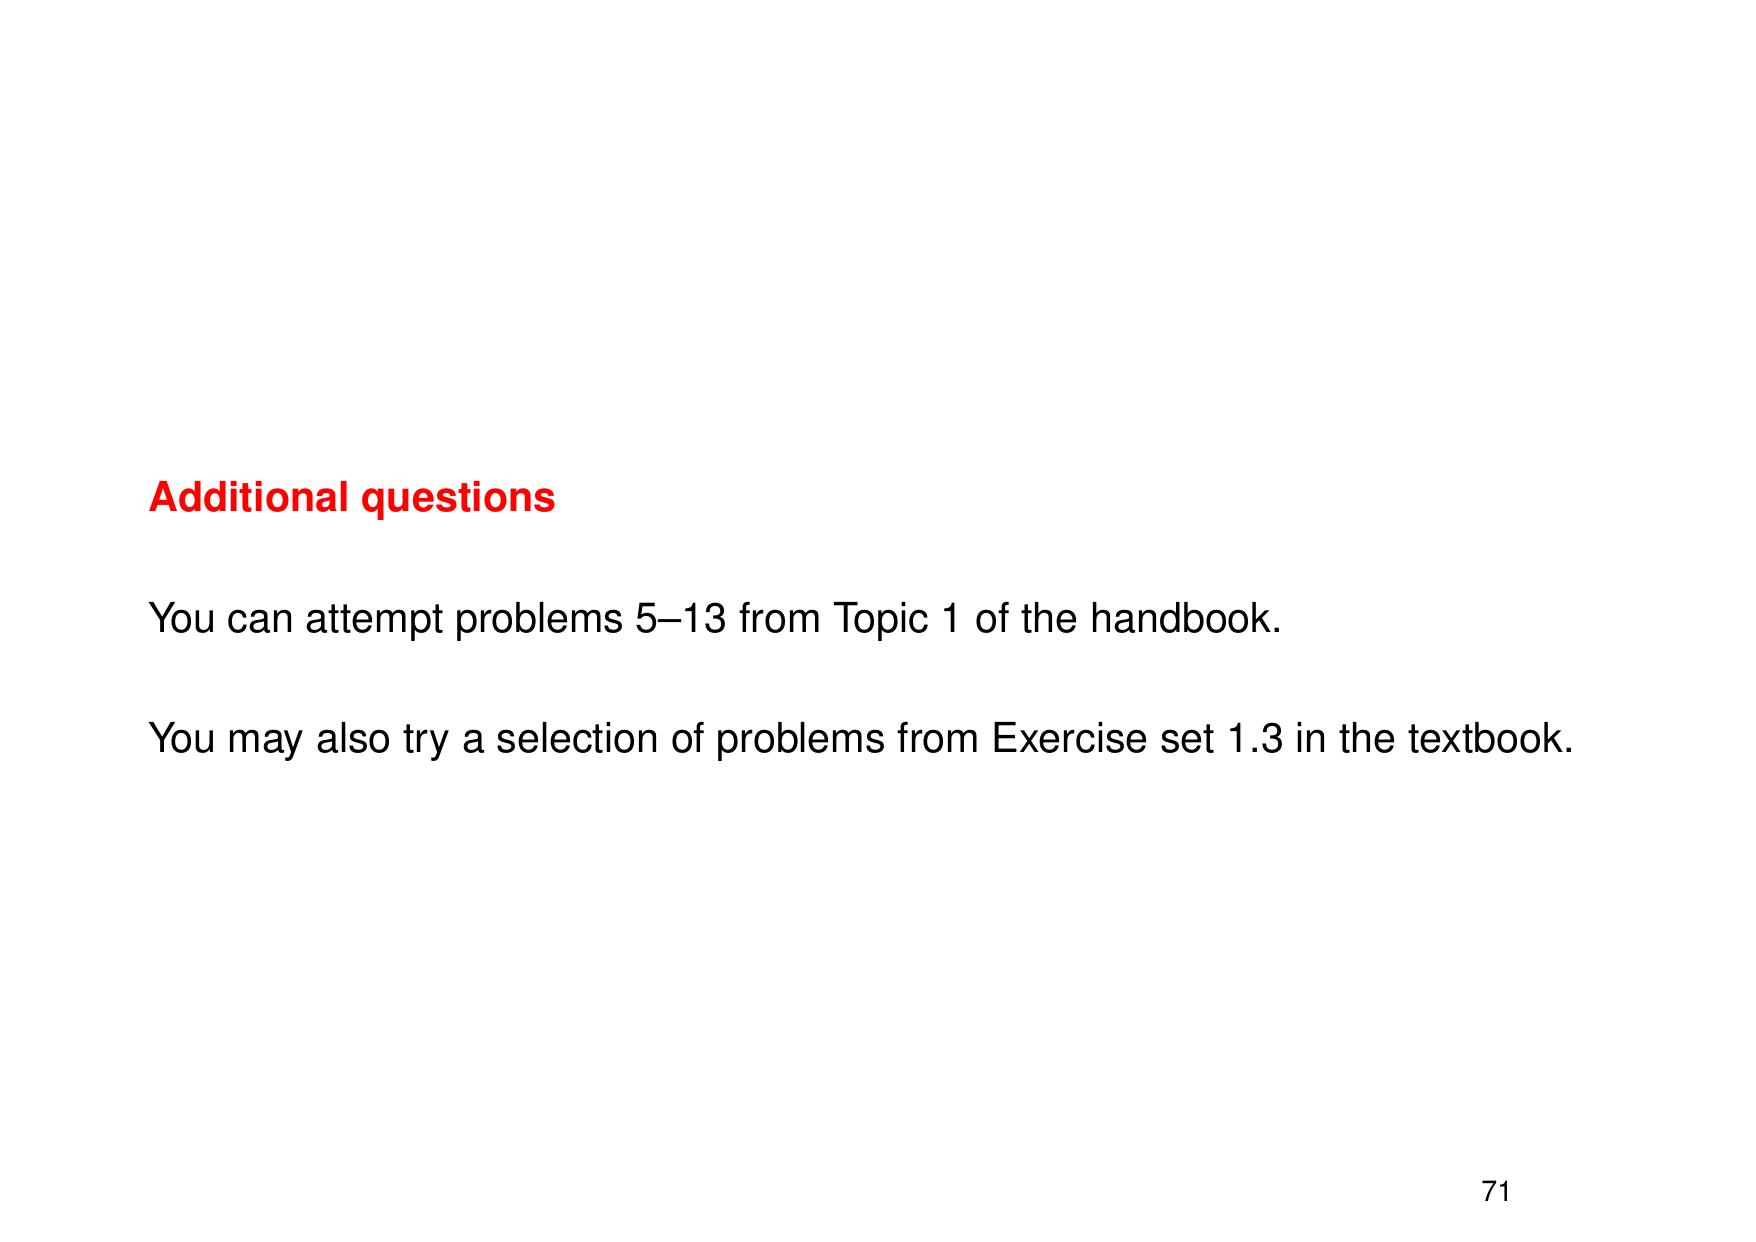 Additional questions
You can attempt problems 5–13 from Topic 1 of the handbook.
You may also try a selection of problems from Exercise set 1.3 in the textbook.
71